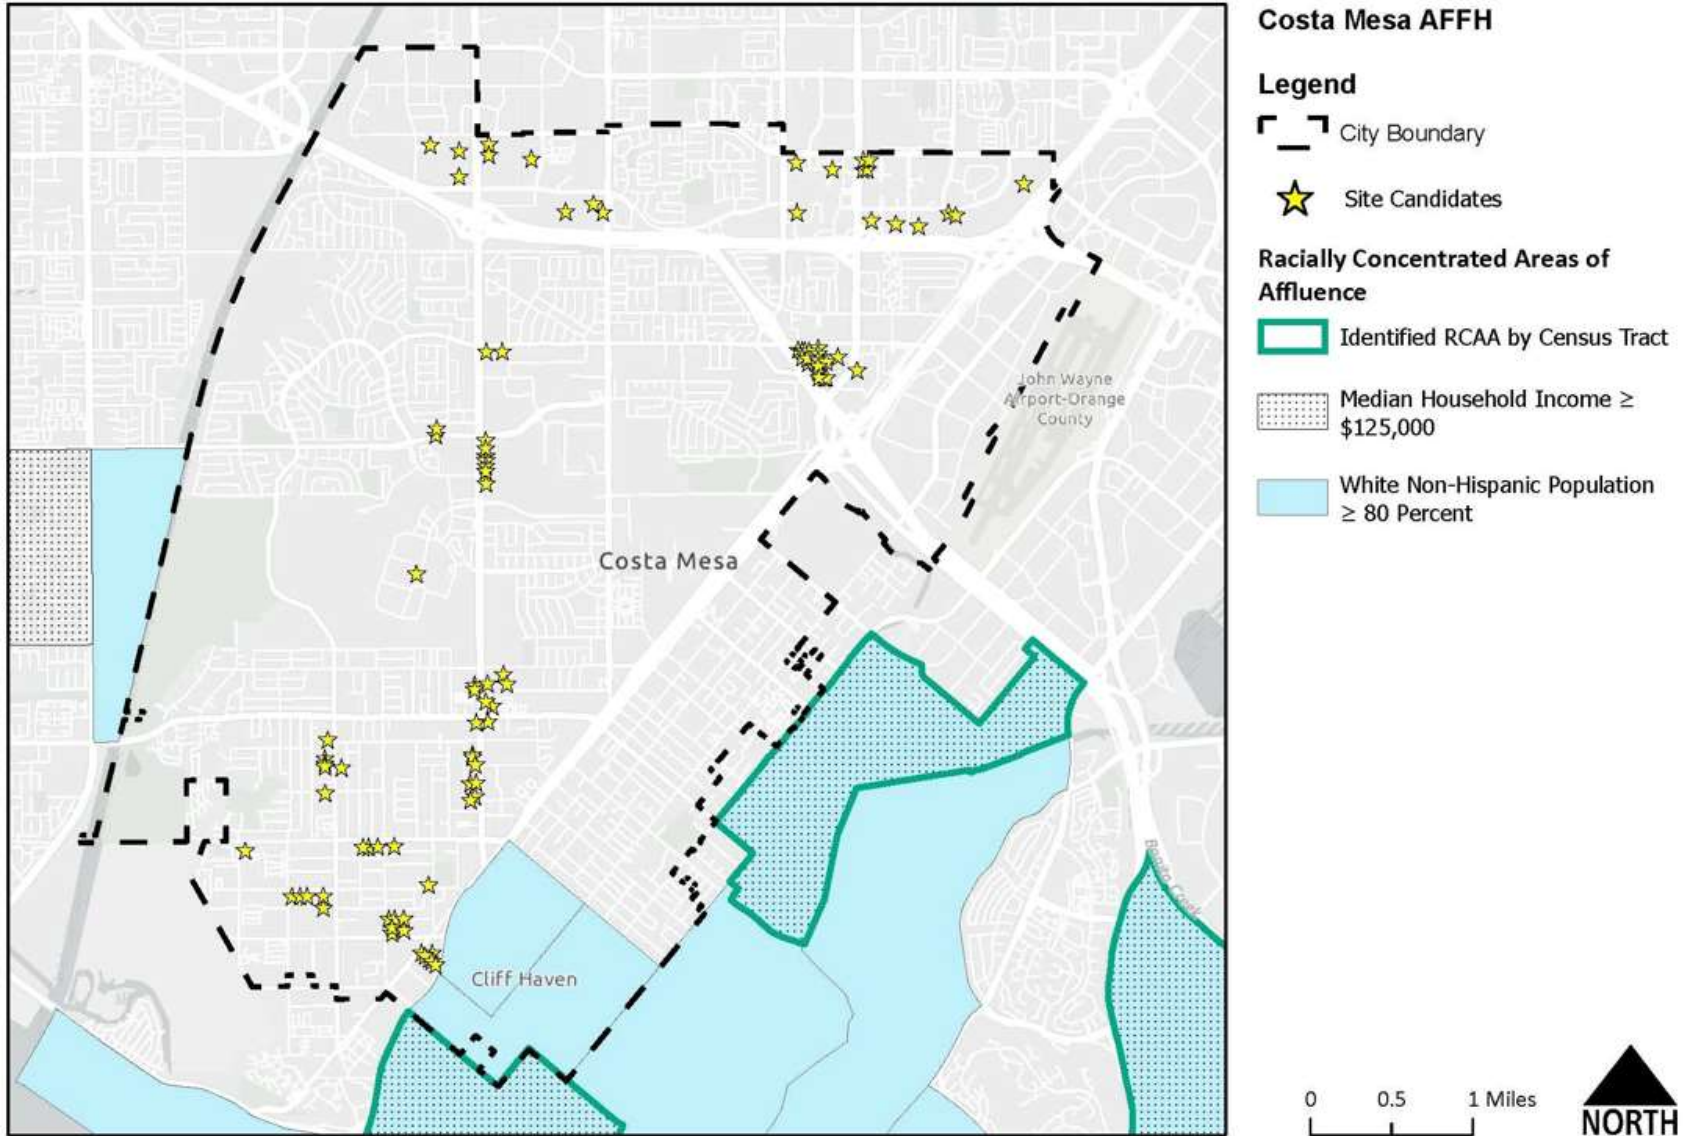 Costa Mesa AFFH
Legend
City Boundary
Site Candidates
Racially Concentrated Areas of
Affluence
Identified RCAA by Census Tract
Median Household Income ≥
$125,000
White Non-Hispanic Population
≥ 80 Percent
John Wayne
Airport-Orange
County
Costa Mesa
Cliff Haven
Bonita Creek
0 0.5 1 Miles
NORTH